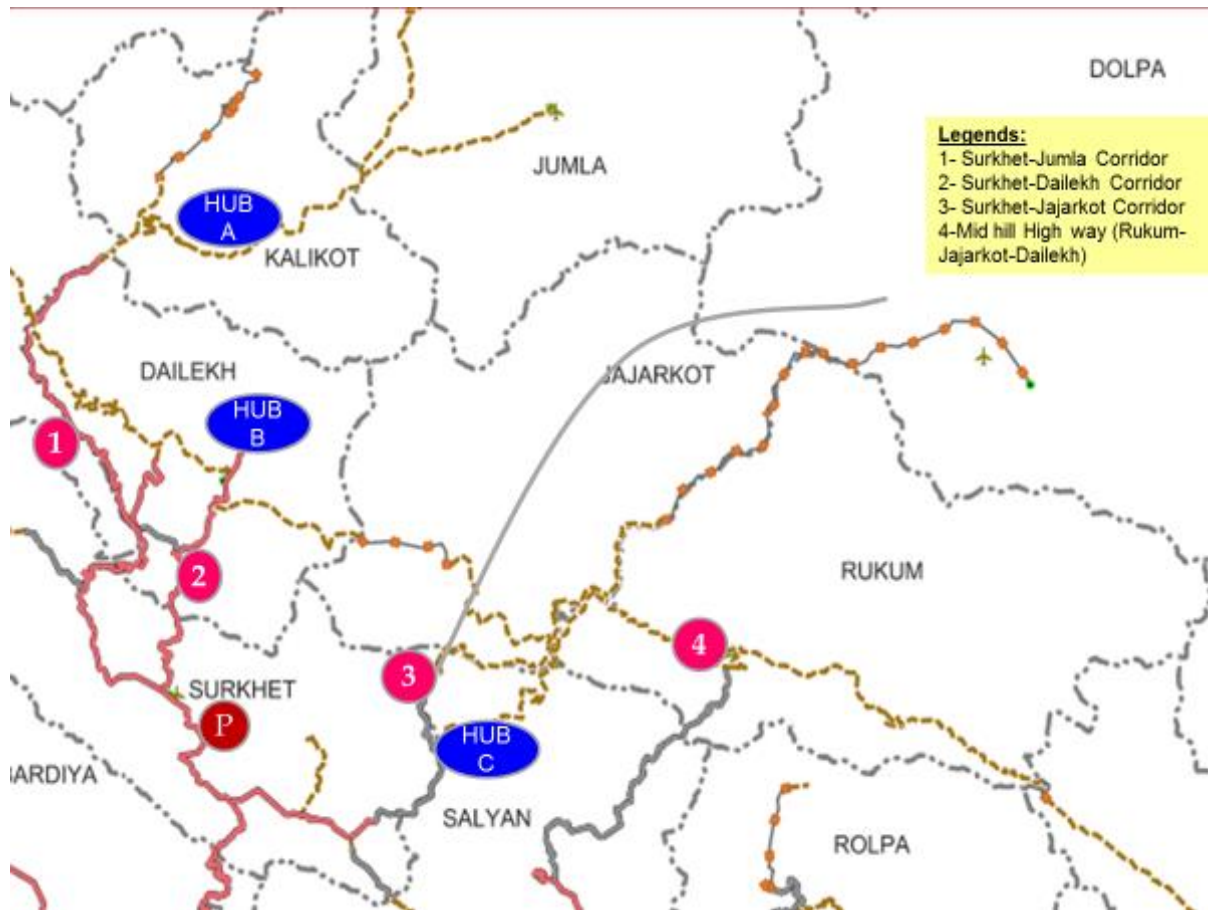 DOLPA
Legends:
1- Surkhet-Jumla Corridor
2- Surkhet-Dailekh Corridor
3- Surkhet-Jajarkot Corridor
4-Mid hill High way (Rukum-
Jajarkot-Dailekh)
JUMLA
HUB
A
KALIKOT
DAILEKH
JAJARKOT
HUB
B
1
2
RUKUM
4
3
SURKHET
P
HUB
C
BARDIYA
SALYAN
ROLPA